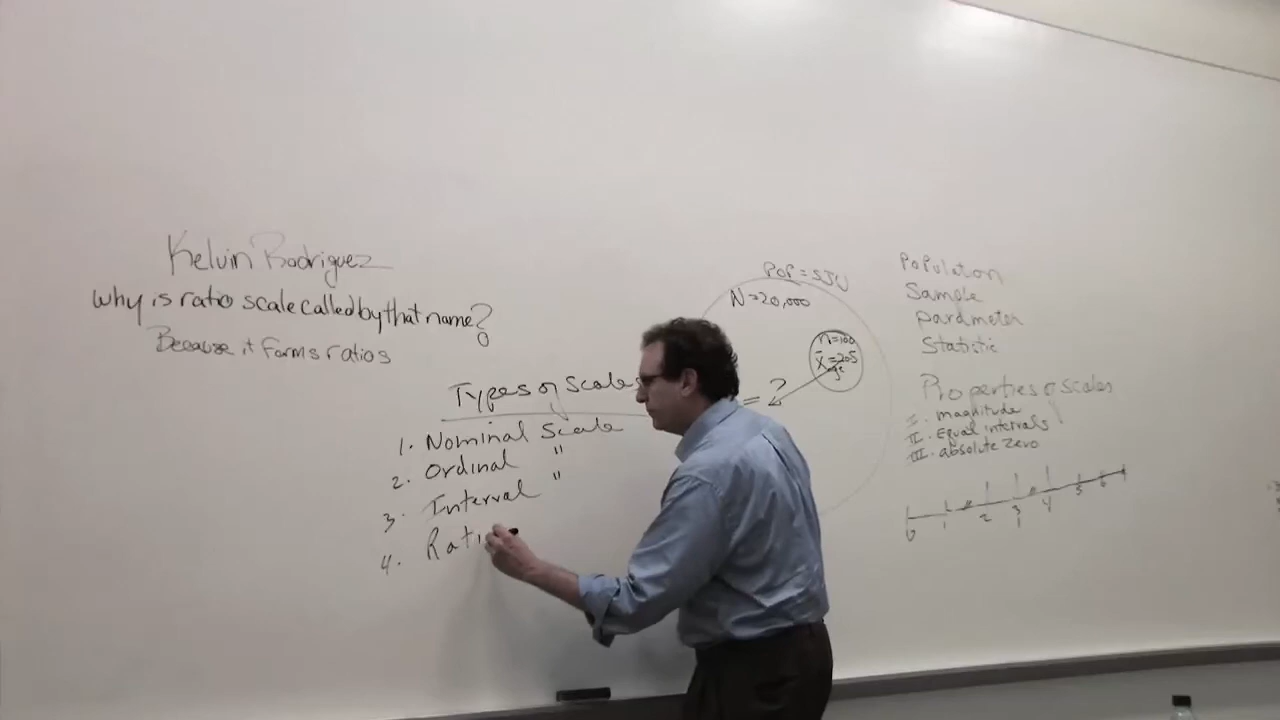 Kelvin Rodriguez
why is ratio scale called by that name?
Because it forms ratios
Types of Scales
1. Nominal Scale
2. Ordinal "
3. Interval "
4. Rati
POP = SJU
N = 20,000
n = 100
x̄ = 205
= ?
Population
Sample
parameter
Statistic
Properties of Scales
I. magnitude
II. Equal intervals
III. absolute zero
0 1 2 3 4 5 6